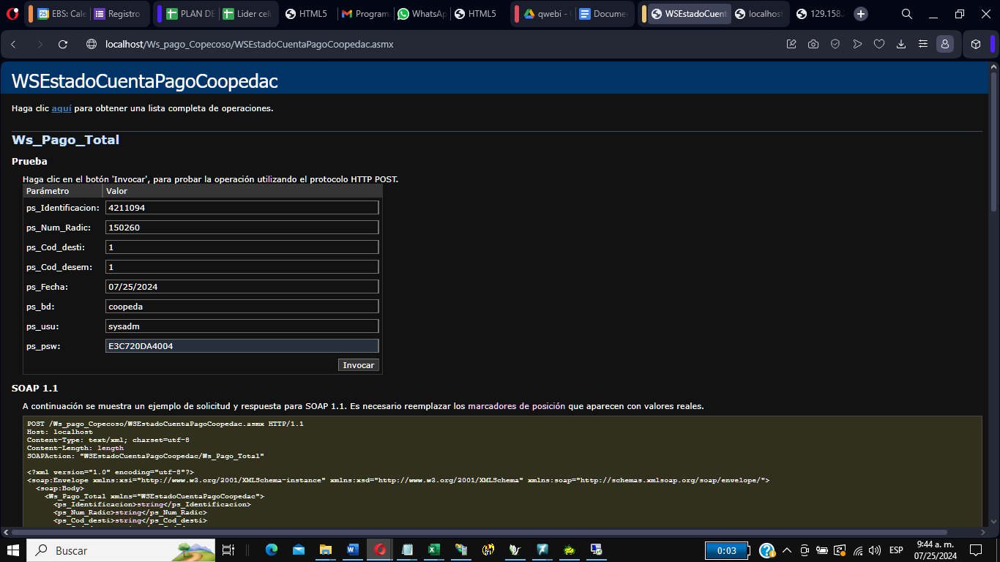 EBS: Cale
Registro
PLAN DE
Lider celu
HTML5
Program
WhatsAp
HTML5
qwebi - G
Docume
WSEstadoCuent
localhost
129.158.
localhost/Ws_pago_Copecoso/WSEstadoCuentaPagoCoopedac.asmx
WSEstadoCuentaPagoCoopedac
Haga clic aquí para obtener una lista completa de operaciones.
Ws_Pago_Total
Prueba
Haga clic en el botón 'Invocar', para probar la operación utilizando el protocolo HTTP POST.
Parámetro Valor
ps_Identificacion: 4211094
ps_Num_Radic: 150260
ps_Cod_desti: 1
ps_Cod_desem: 1
ps_Fecha: 07/25/2024
ps_bd: coopeda
ps_usu: sysadm
ps_psw: E3C720DA4004
Invocar
SOAP 1.1
A continuación se muestra un ejemplo de solicitud y respuesta para SOAP 1.1. Es necesario reemplazar los marcadores de posición que aparecen con valores reales.
POST /Ws_pago_Copecoso/WSEstadoCuentaPagoCoopedac.asmx HTTP/1.1
Host: localhost
Content-Type: text/xml; charset=utf-8
Content-Length: length
SOAPAction: "WSEstadoCuentaPagoCoopedac/Ws_Pago_Total"
<?xml version="1.0" encoding="utf-8"?>
<soap:Envelope xmlns:xsi="http://www.w3.org/2001/XMLSchema-instance" xmlns:xsd="http://www.w3.org/2001/XMLSchema" xmlns:soap="http://schemas.xmlsoap.org/soap/envelope/">
<soap:Body>
<Ws_Pago_Total xmlns="WSEstadoCuentaPagoCoopedac">
<ps_Identificacion>string</ps_Identificacion>
<ps_Num_Radic>string</ps_Num_Radic>
<ps_Cod_desti>string</ps_Cod_desti>
Buscar
0:03
ESP
9:44 a. m.
07/25/2024